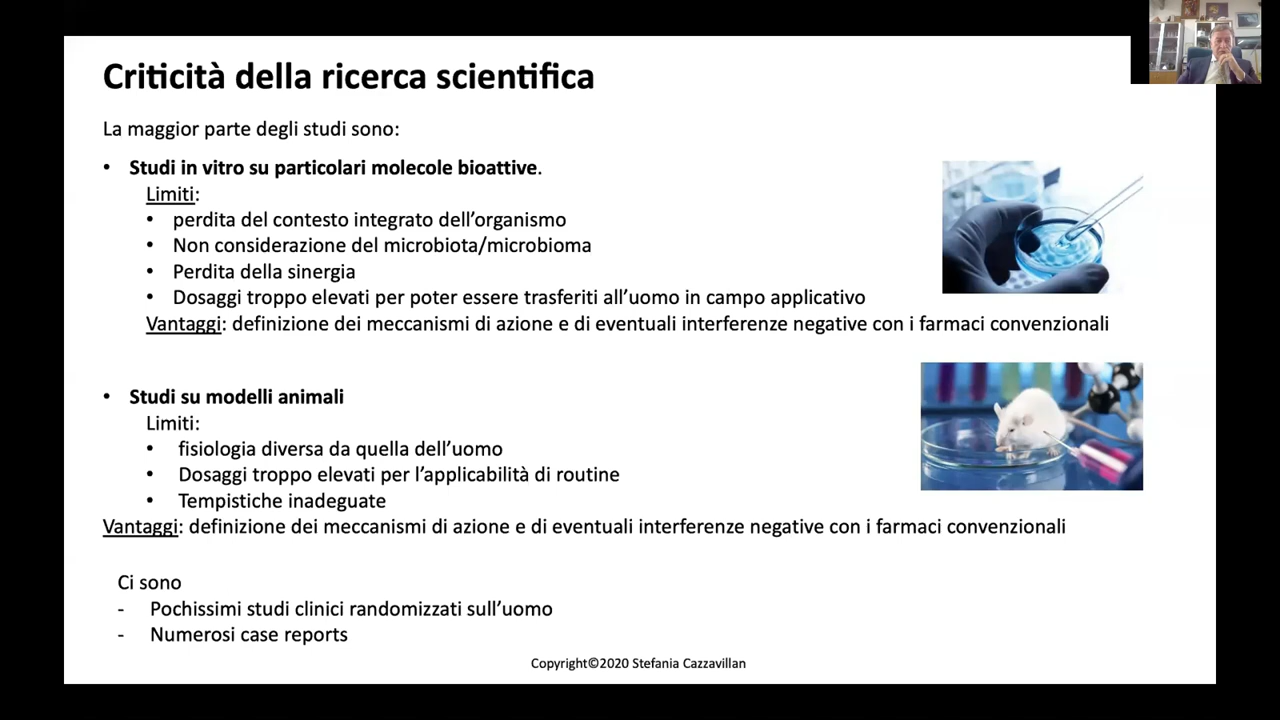 Criticità della ricerca scientifica
La maggior parte degli studi sono:
• Studi in vitro su particolari molecole bioattive.
Limiti:
• perdita del contesto integrato dell'organismo
• Non considerazione del microbiota/microbioma
• Perdita della sinergia
• Dosaggi troppo elevati per poter essere trasferiti all'uomo in campo applicativo
Vantaggi: definizione dei meccanismi di azione e di eventuali interferenze negative con i farmaci convenzionali
• Studi su modelli animali
Limiti:
• fisiologia diversa da quella dell'uomo
• Dosaggi troppo elevati per l'applicabilità di routine
• Tempistiche inadeguate
Vantaggi: definizione dei meccanismi di azione e di eventuali interferenze negative con i farmaci convenzionali
Ci sono
- Pochissimi studi clinici randomizzati sull'uomo
- Numerosi case reports
Copyright©2020 Stefania Cazzavillan